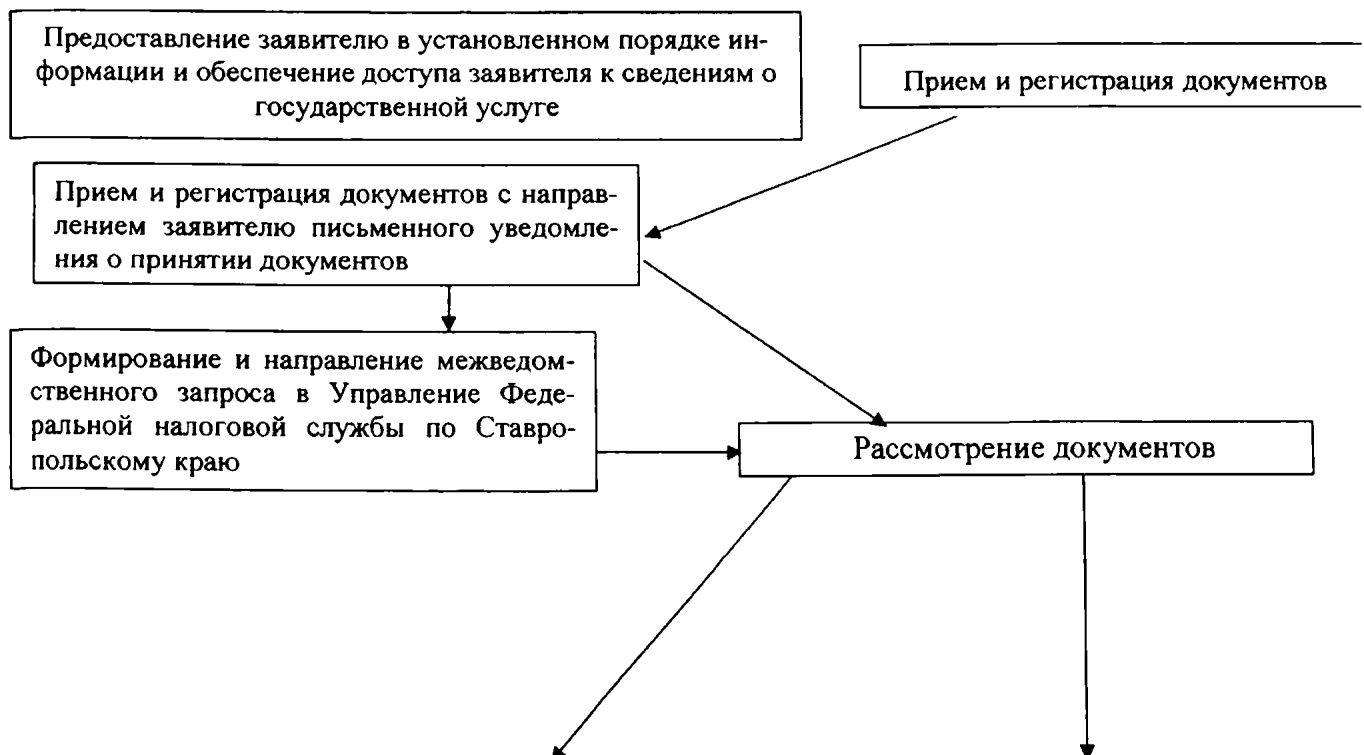 Предоставление заявителю в установленном порядке ин-
формации и обеспечение доступа заявителя к сведениям о
государственной услуге
Прием и регистрация документов
Прием и регистрация документов с направ-
лением заявителю письменного уведомле-
ния о принятии документов
Формирование и направление межведом-
ственного запроса в Управление Феде-
ральной налоговой службы по Ставро-
польскому краю
Рассмотрение документов